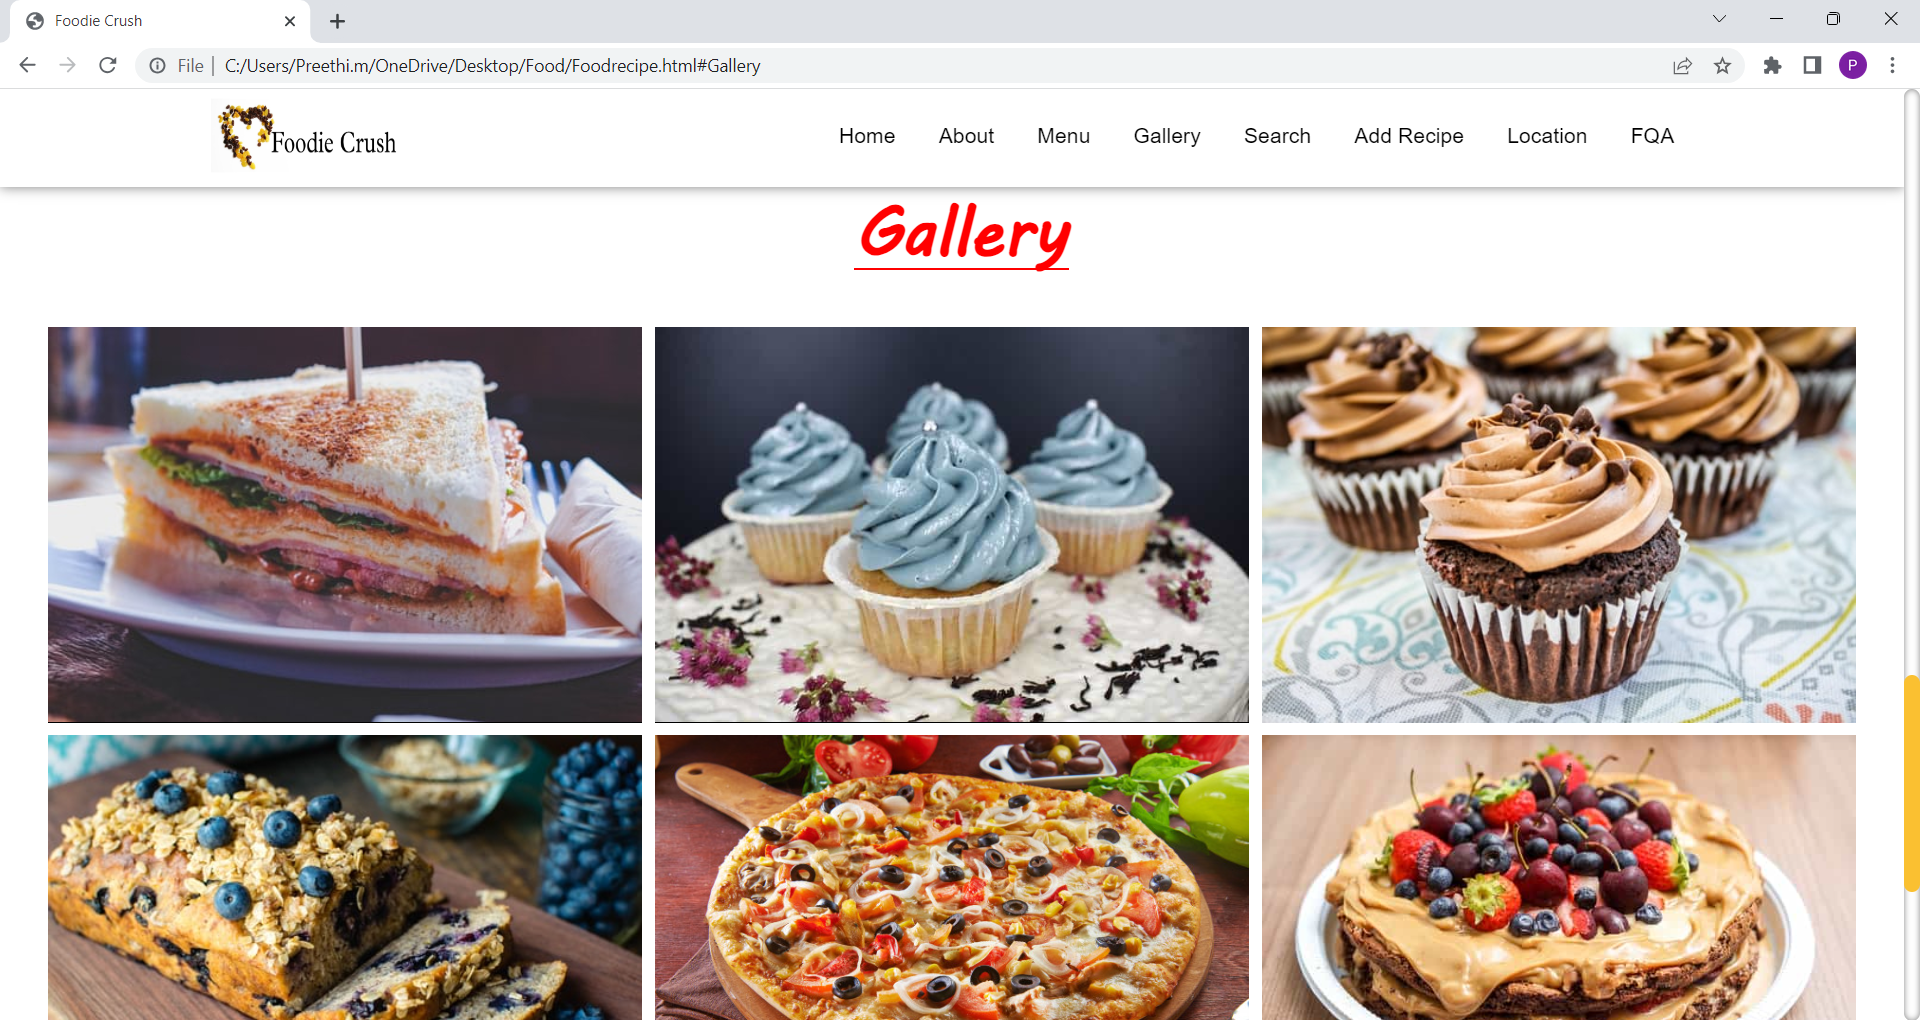 Foodie Crush
File | C:/Users/Preethi.m/OneDrive/Desktop/Food/Foodrecipe.html#Gallery
P
Foodie Crush
Home About Menu Gallery Search Add Recipe Location FQA
Gallery